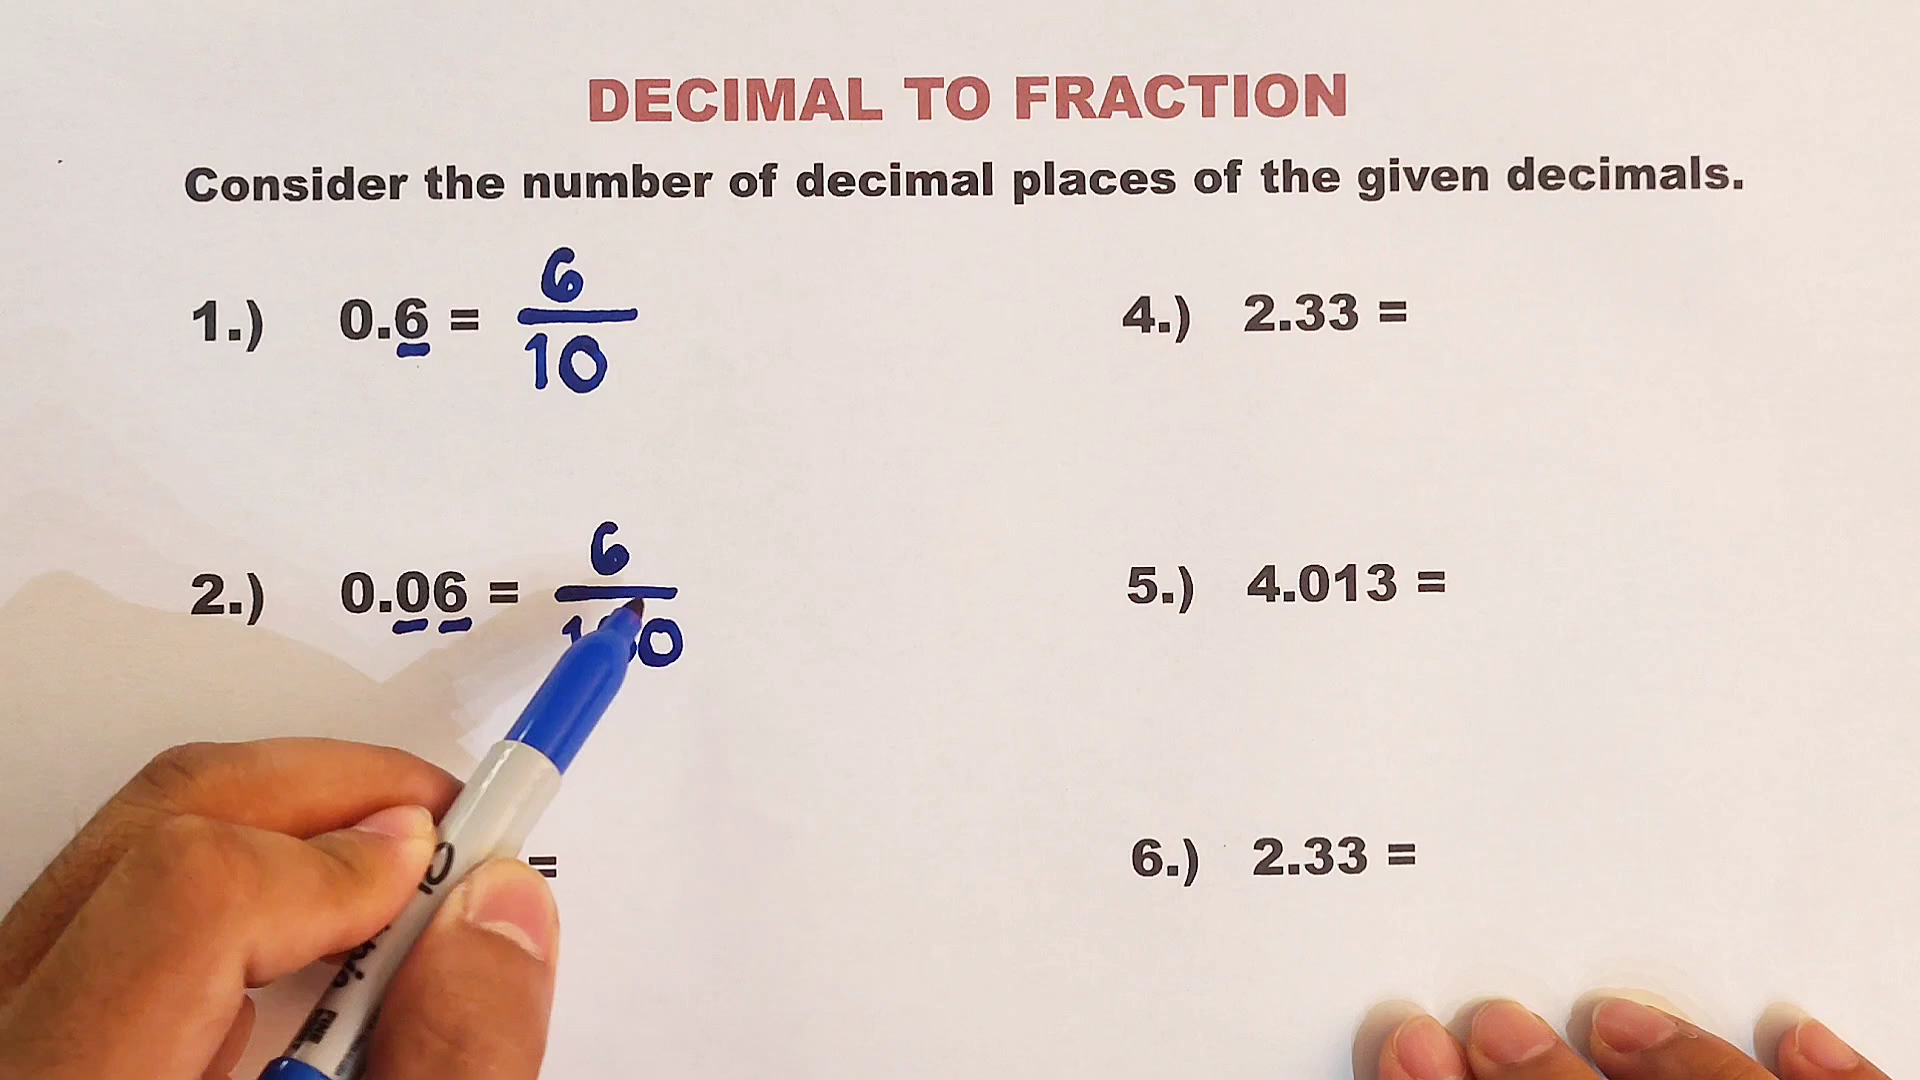 DECIMAL TO FRACTION
Consider the number of decimal places of the given decimals.
1.) 0.6 = 6/10
4.) 2.33 =
2.) 0.06 = 6/100
5.) 4.013 =
=
6.) 2.33 =